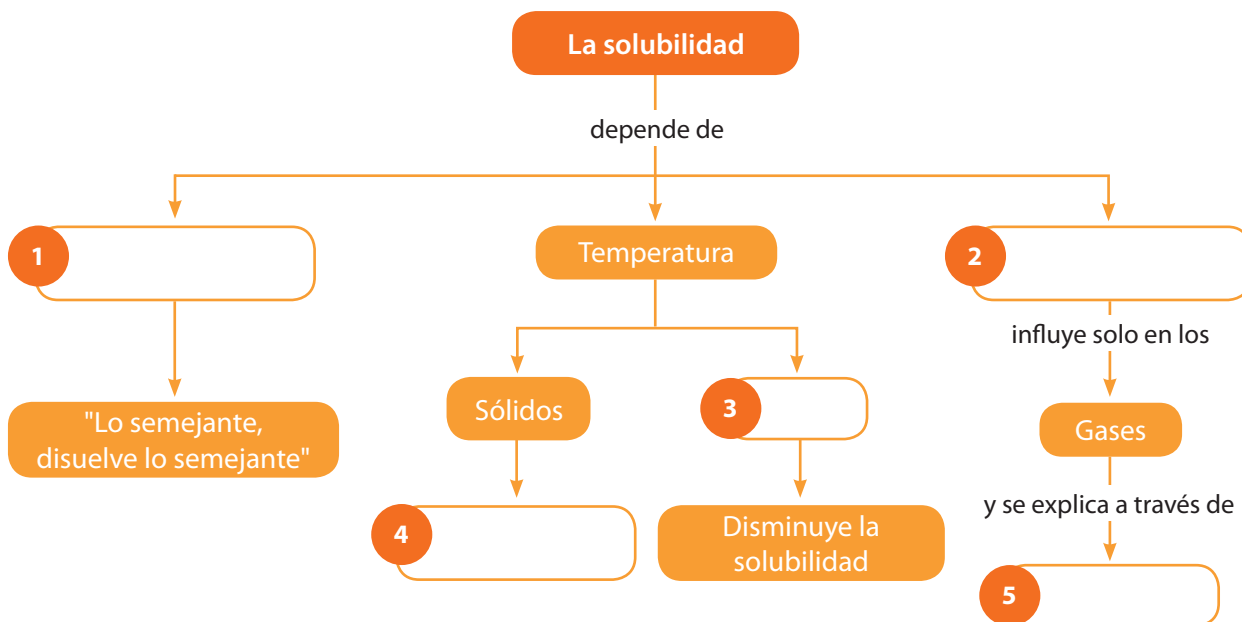 La solubilidad
depende de
1
Temperatura
2
influye solo en los
"Lo semejante,
disuelve lo semejante"
Sólidos
3
Gases
y se explica a través de
4
Disminuye la
solubilidad
5